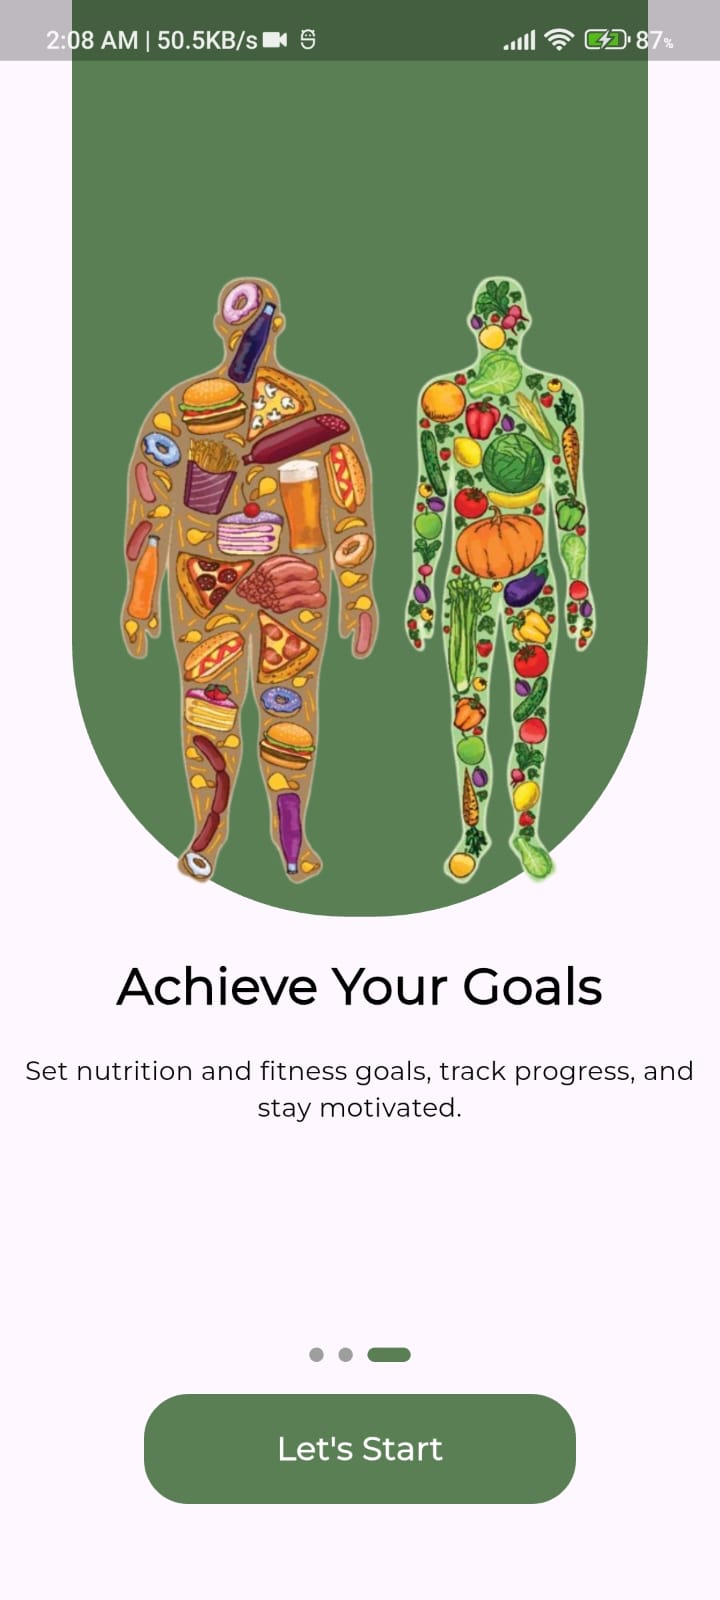 2:08 AM | 50.5KB/s 87%
Achieve Your Goals
Set nutrition and fitness goals, track progress, and
stay motivated.
Let's Start